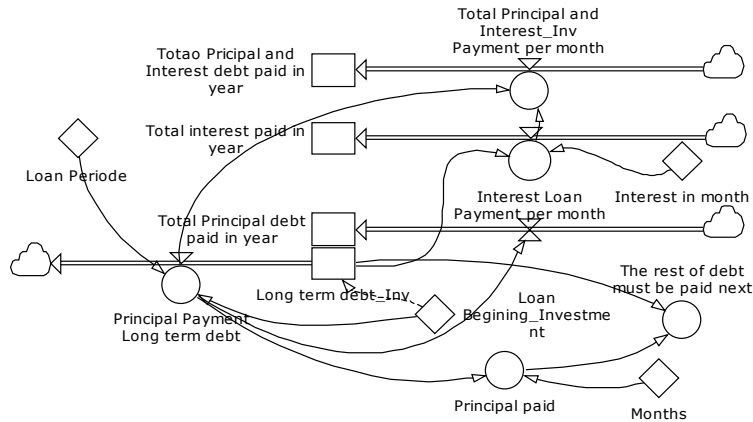 Total Principal and
Interest_Inv
Payment per month
Totao Pricipal and
Interest debt paid in
year
Total interest paid in
year
Loan Periode
Interest Loan
Payment per month
Interest in month
Total Principal debt
paid in year
The rest of debt
must be paid next
Long term debt_Inv
Loan
Begining_Investme
nt
Principal Payment
Long term debt
Principal paid
Months